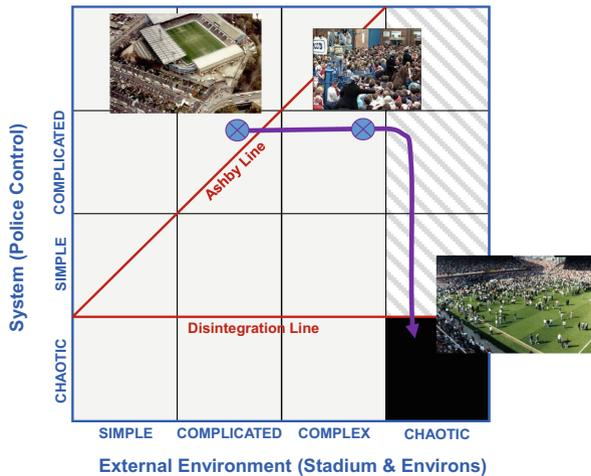 System (Police Control)
COMPLICATED
SIMPLE
CHAOTIC
Ashby Line
Disintegration Line
SIMPLE
COMPLICATED
COMPLEX
CHAOTIC
External Environment (Stadium & Environs)